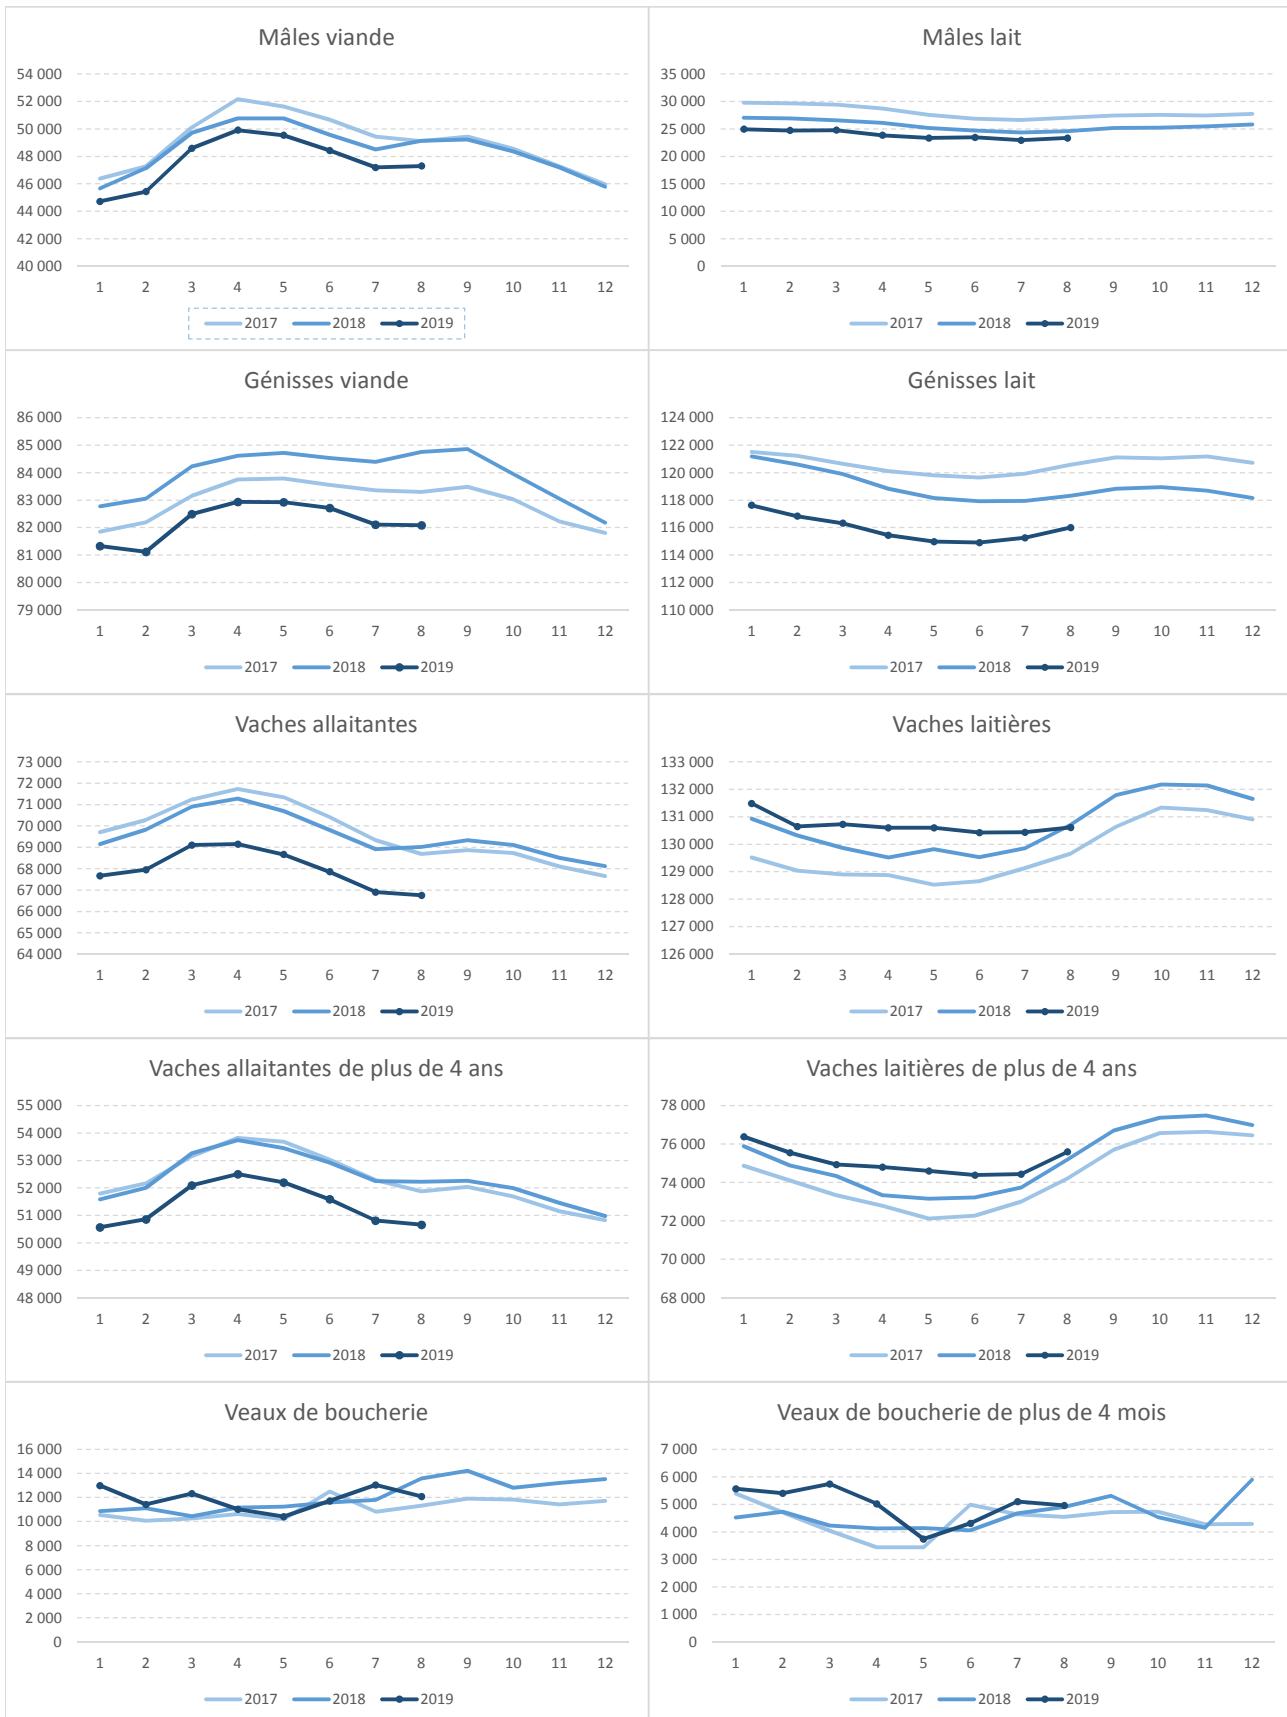 Mâles viande
54 000
52 000
50 000
48 000
46 000
44 000
42 000
40 000
1 2 3 4 5 6 7 8 9 10 11 12
2017 2018 2019
Mâles lait
35 000
30 000
25 000
20 000
15 000
10 000
5 000
0
1 2 3 4 5 6 7 8 9 10 11 12
2017 2018 2019
Génisses viande
86 000
85 000
84 000
83 000
82 000
81 000
80 000
79 000
1 2 3 4 5 6 7 8 9 10 11 12
2017 2018 2019
Génisses lait
124 000
122 000
120 000
118 000
116 000
114 000
112 000
110 000
1 2 3 4 5 6 7 8 9 10 11 12
2017 2018 2019
Vaches allaitantes
73 000
72 000
71 000
70 000
69 000
68 000
67 000
66 000
65 000
64 000
1 2 3 4 5 6 7 8 9 10 11 12
2017 2018 2019
Vaches laitières
133 000
132 000
131 000
130 000
129 000
128 000
127 000
126 000
1 2 3 4 5 6 7 8 9 10 11 12
2017 2018 2019
Vaches allaitantes de plus de 4 ans
55 000
54 000
53 000
52 000
51 000
50 000
49 000
48 000
1 2 3 4 5 6 7 8 9 10 11 12
2017 2018 2019
Vaches laitières de plus de 4 ans
78 000
76 000
74 000
72 000
70 000
68 000
1 2 3 4 5 6 7 8 9 10 11 12
2017 2018 2019
Veaux de boucherie
16 000
14 000
12 000
10 000
8 000
6 000
4 000
2 000
0
1 2 3 4 5 6 7 8 9 10 11 12
2017 2018 2019
Veaux de boucherie de plus de 4 mois
7 000
6 000
5 000
4 000
3 000
2 000
1 000
0
1 2 3 4 5 6 7 8 9 10 11 12
2017 2018 2019